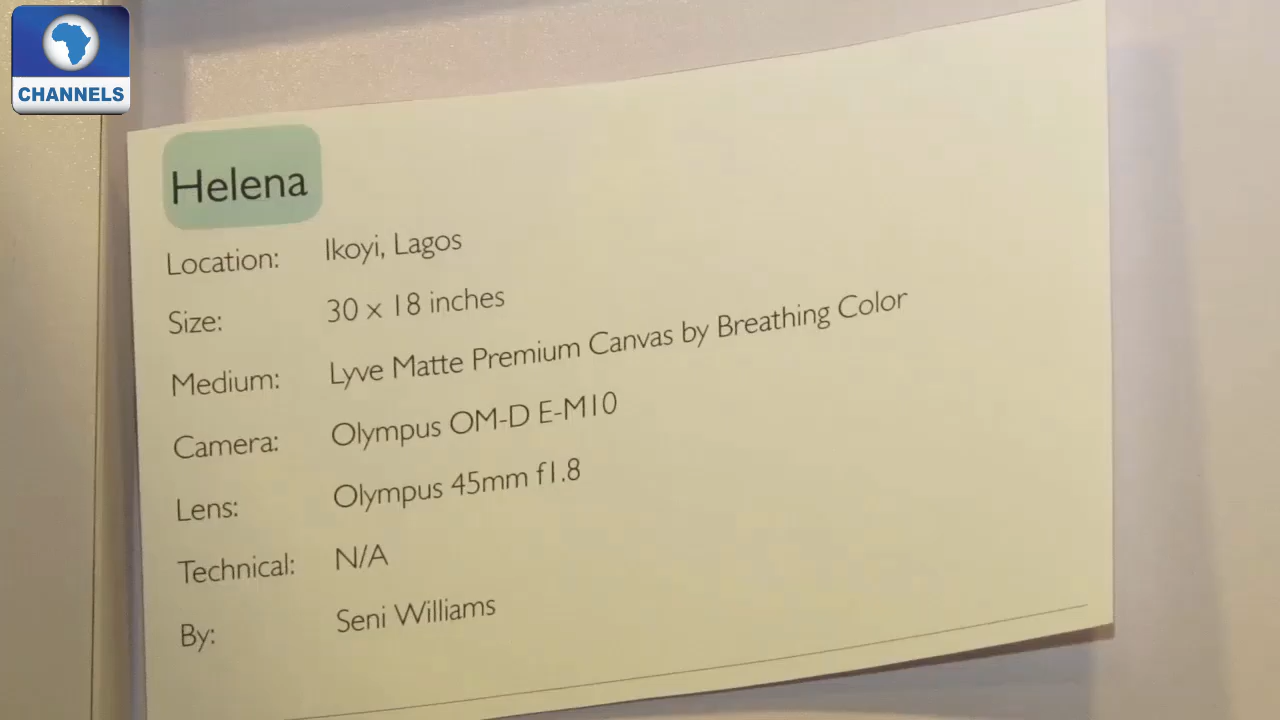 CHANNELS
Helena
Location: Ikoyi, Lagos
Size: 30 x 18 inches
Medium: Lyve Matte Premium Canvas by Breathing Color
Camera: Olympus OM-D E-M10
Lens: Olympus 45mm f1.8
Technical: N/A
By: Seni Williams